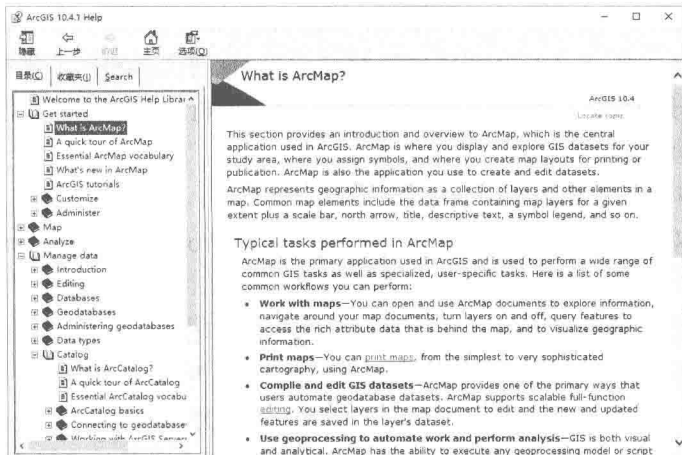 ArcGIS 10.4.1 Help
隐藏 上一步 前进 主页 选项(O)
目录(C) 收藏夹(I) Search
Welcome to the ArcGIS Help Librar
Get started
What is ArcMap?
A quick tour of ArcMap
Essential ArcMap vocabulary
What's new in ArcMap
ArcGIS tutorials
Customize
Administer
Map
Analyze
Manage data
Introduction
Editing
Databases
Geodatabases
Administering geodatabases
Data types
Catalog
What is ArcCatalog?
A quick tour of ArcCatalog
Essential ArcCatalog vocabu
ArcCatalog basics
Connecting to geodatabase
Working with ArcGIS Servers
What is ArcMap?
ArcGIS 10.4
Locate topic
This section provides an introduction and overview to ArcMap, which is the central
application used in ArcGIS. ArcMap is where you display and explore GIS datasets for your
study area, where you assign symbols, and where you create map layouts for printing or
publication. ArcMap is also the application you use to create and edit datasets.
ArcMap represents geographic information as a collection of layers and other elements in a
map. Common map elements include the data frame containing map layers for a given
extent plus a scale bar, north arrow, title, descriptive text, a symbol legend, and so on.
Typical tasks performed in ArcMap
ArcMap is the primary application used in ArcGIS and is used to perform a wide range of
common GIS tasks as well as specialized, user-specific tasks. Here is a list of some
common workflows you can perform:
• Work with maps—You can open and use ArcMap documents to explore information,
navigate around your map documents, turn layers on and off, query features to
access the rich attribute data that is behind the map, and to visualize geographic
information.
• Print maps—You can print maps, from the simplest to very sophisticated
cartography, using ArcMap.
• Complie and edit GIS datasets—ArcMap provides one of the primary ways that
users automate geodatabase datasets. ArcMap supports scalable full-function
editing. You select layers in the map document to edit and the new and updated
features are saved in the layer's dataset.
• Use geoprocessing to automate work and perform analysis—GIS is both visual
and analytical. ArcMap has the ability to execute any geoprocessing model or script